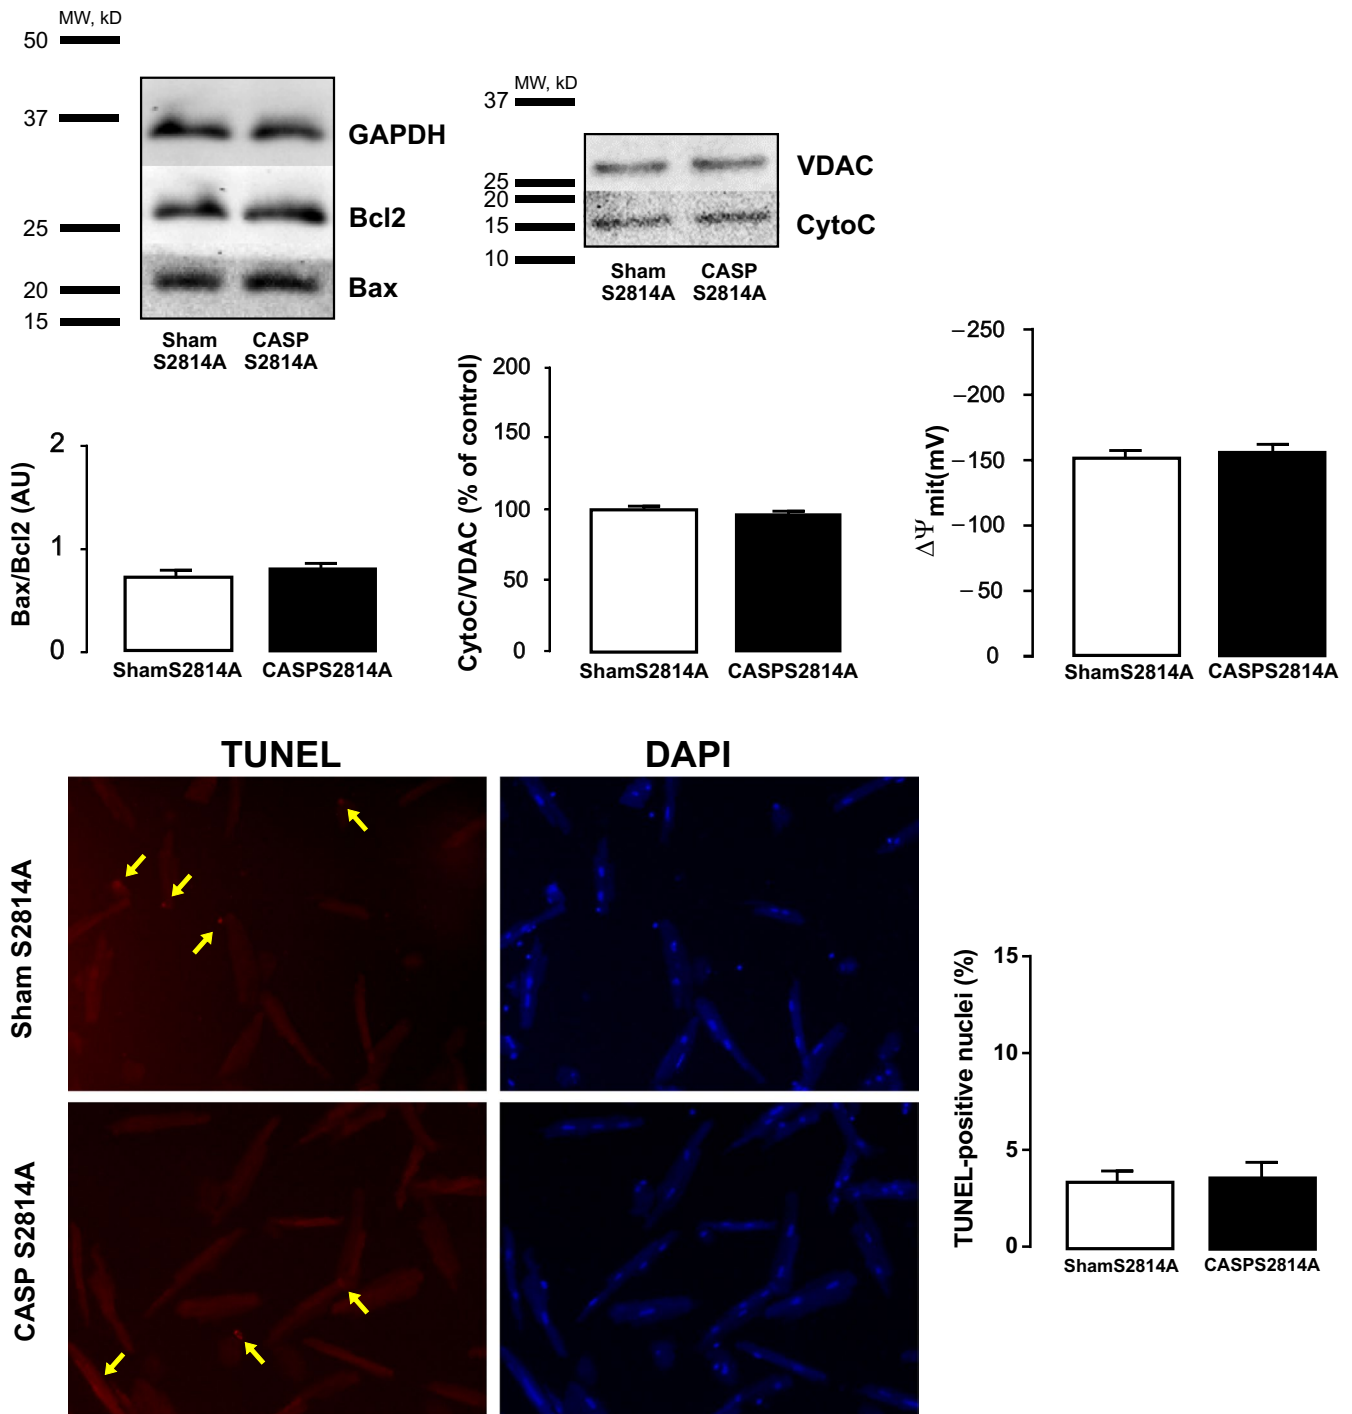 MW, kD
50
37
25
20
15
GAPDH
Bcl2
Bax
Sham
S2814A
CASP
S2814A
MW, kD
37
25
20
15
10
VDAC
CytoC
Sham
S2814A
CASP
S2814A
Bax/Bcl2 (AU)
2
1
0
ShamS2814A
CASPS2814A
CytoC/VDAC (% of control)
200
150
100
50
0
ShamS2814A
CASPS2814A
ΔΨmit(mV)
−250
−200
−150
−100
−50
0
ShamS2814A
CASPS2814A
TUNEL
DAPI
Sham S2814A
CASP S2814A
TUNEL-positive nuclei (%)
15
10
5
0
ShamS2814A
CASPS2814A